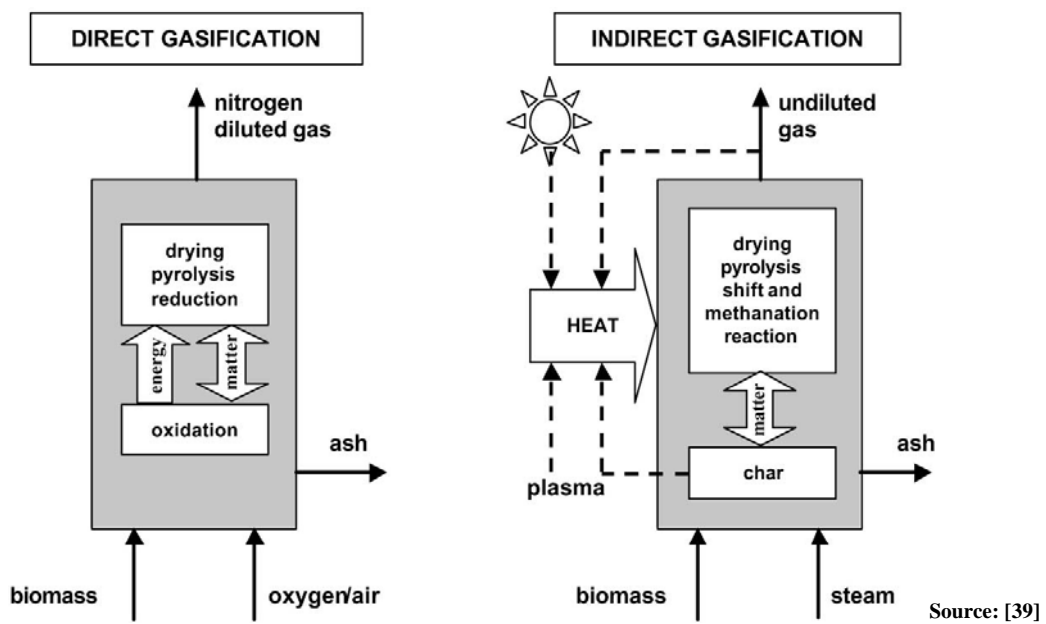 DIRECT GASIFICATION
nitrogen
diluted gas
drying
pyrolysis
reduction
energy
matter
oxidation
ash
biomass
oxygen/air
INDIRECT GASIFICATION
undiluted
gas
drying
pyrolysis
shift and
methanation
reaction
HEAT
matter
char
plasma
ash
biomass
steam
Source: [39]